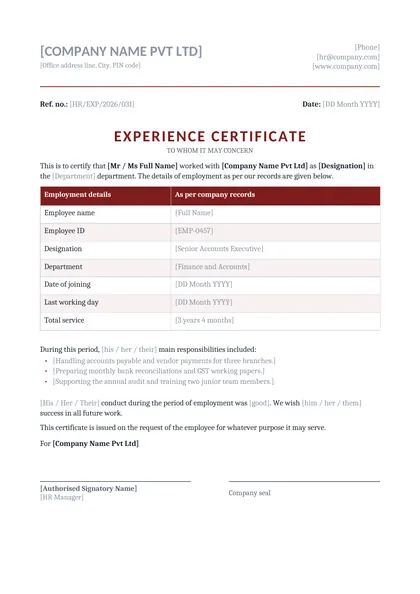 [COMPANY NAME PVT LTD]
[Office address line, City, PIN code]
[Phone]
[hr@company.com]
[www.company.com]
Ref. no.: [HR/EXP/2026/031]
Date: [DD Month YYYY]
EXPERIENCE CERTIFICATE
TO WHOM IT MAY CONCERN
This is to certify that [Mr / Ms Full Name] worked with [Company Name Pvt Ltd] as [Designation] in
the [Department] department. The details of employment as per our records are given below.
Employment details As per company records
Employee name [Full Name]
Employee ID [EMP-0457]
Designation [Senior Accounts Executive]
Department [Finance and Accounts]
Date of joining [DD Month YYYY]
Last working day [DD Month YYYY]
Total service [3 years 4 months]
During this period, [his / her / their] main responsibilities included:
• [Handling accounts payable and vendor payments for three branches.]
• [Preparing monthly bank reconciliations and GST working papers.]
• [Supporting the annual audit and training two junior team members.]
[His / Her / Their] conduct during the period of employment was [good]. We wish [him / her / them]
success in all future work.
This certificate is issued on the request of the employee for whatever purpose it may serve.
For [Company Name Pvt Ltd]
[Authorised Signatory Name]
[HR Manager]
Company seal